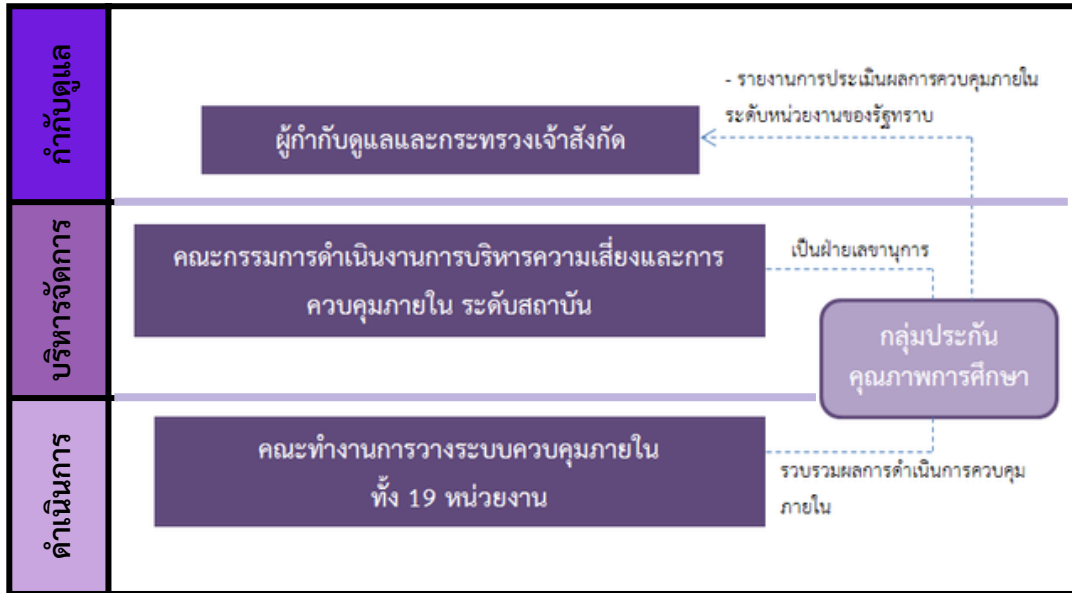 กำกับดูแล
- รายงานการประเมินผลการควบคุมภายใน
ระดับหน่วยงานของรัฐทราบ
ผู้กำกับดูแลและกระทรวงเจ้าสังกัด
บริหารจัดการ
คณะกรรมการดำเนินงานการบริหารความเสี่ยงและการ
ควบคุมภายใน ระดับสถาบัน
เป็นฝ่ายเลขานุการ
กลุ่มประกัน
คุณภาพการศึกษา
ดำเนินการ
คณะทำงานการวางระบบควบคุมภายใน
ทั้ง 19 หน่วยงาน
รวบรวมผลการดำเนินการควบคุม
ภายใน